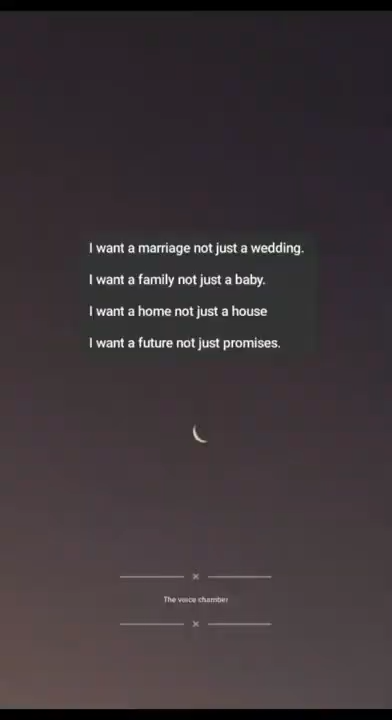 I want a marriage not just a wedding.
I want a family not just a baby.
I want a home not just a house
I want a future not just promises.
The voice chamber